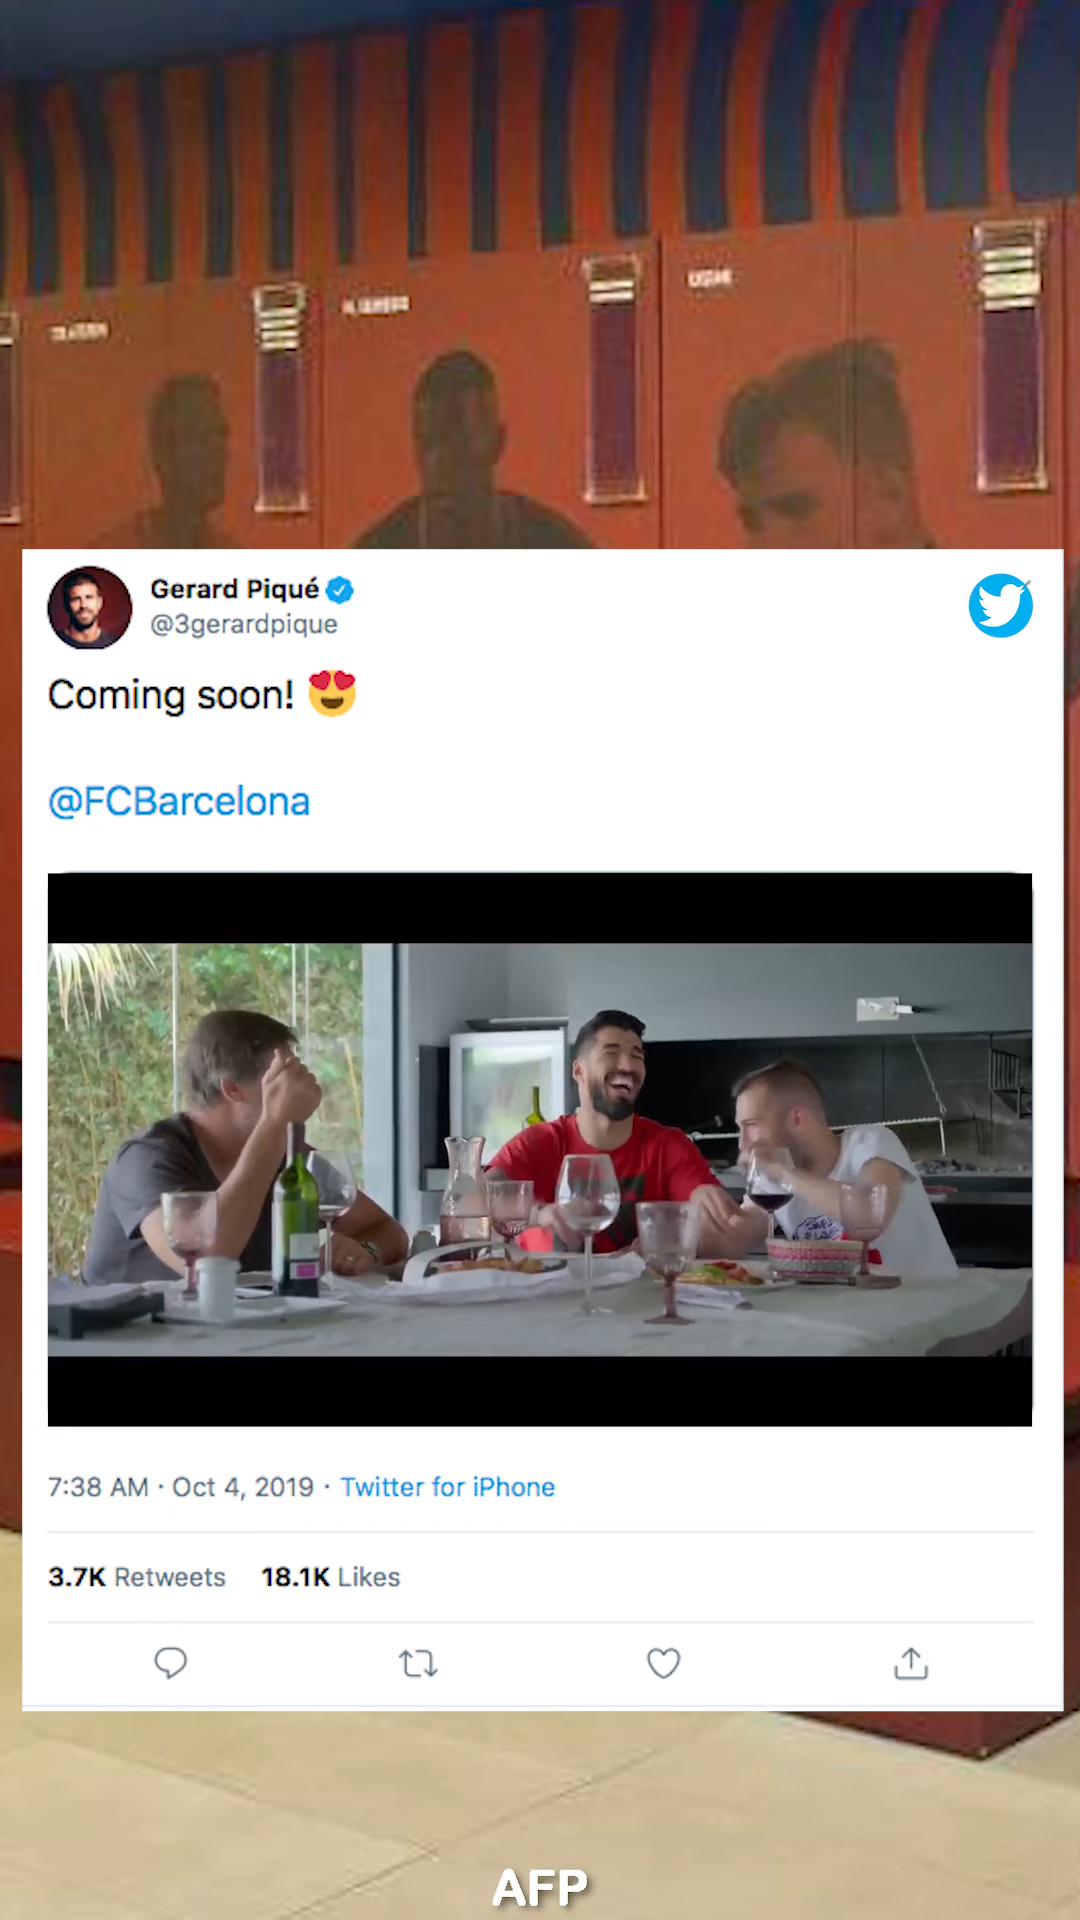 Gerard Piqué
@3gerardpique
Coming soon! 😍
@FCBarcelona
7:38 AM · Oct 4, 2019 · Twitter for iPhone
3.7K Retweets 18.1K Likes
AFP